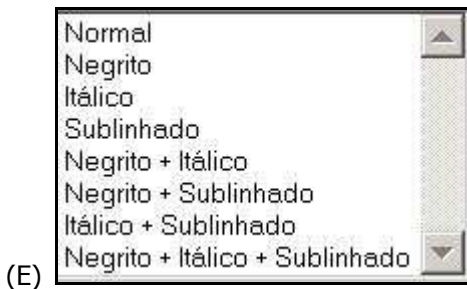 Normal
Negrito
Itálico
Sublinhado
Negrito + Itálico
Negrito + Sublinhado
Itálico + Sublinhado
Negrito + Itálico + Sublinhado
(E)